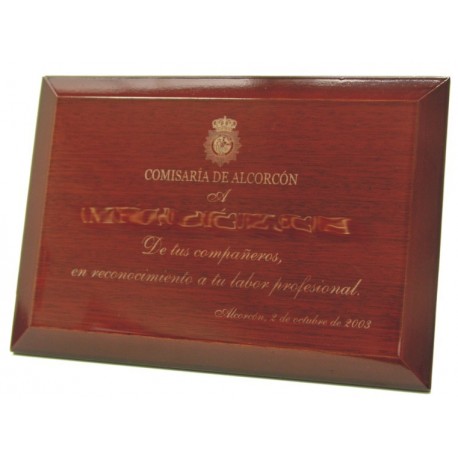 COMISARÍA DE ALCORCÓN
A
De tus compañeros,
en reconocimiento a tu labor profesional.
Alcorcón, 2 de octubre de 2003